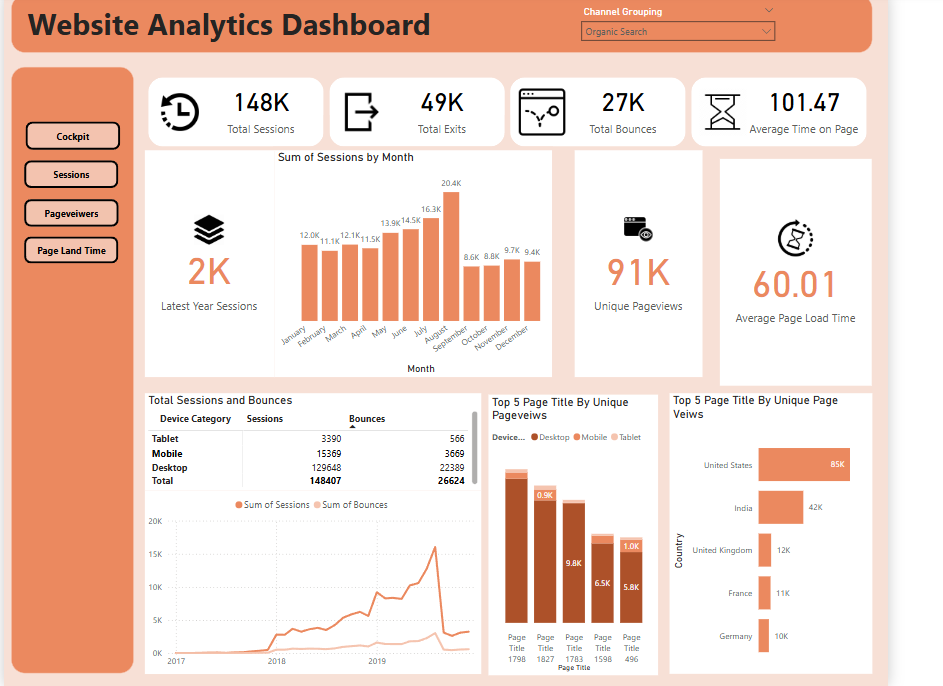 Website Analytics Dashboard
Channel Grouping
Organic Search
Cockpit
Sessions
Pageveiwers
Page Land Time
148K
Total Sessions
49K
Total Exits
27K
Total Bounces
101.47
Average Time on Page
2K
Latest Year Sessions
Sum of Sessions by Month
12.0K 11.1K 12.1K 11.5K 13.9K 14.5K 16.3K 20.4K 8.6K 8.8K 9.7K 9.4K
January February March April May June July August September October November December
Month
91K
Unique Pageviews
60.01
Average Page Load Time
Total Sessions and Bounces
Device Category Sessions Bounces
Tablet 3390 566
Mobile 15369 3669
Desktop 129648 22389
Total 148407 26624
Sum of Sessions Sum of Bounces
20K
15K
10K
5K
0K
2017 2018 2019
Top 5 Page Title By Unique
Pageveiws
Device... Desktop Mobile Tablet
0.9K
9.8K
6.5K
1.0K
5.8K
Page Title 1798
Page Title 1827
Page Title 1783
Page Title 1598
Page Title 496
Page Title
Top 5 Page Title By Unique Page
Veiws
Country
United States 85K
India 42K
United Kingdom 12K
France 11K
Germany 10K